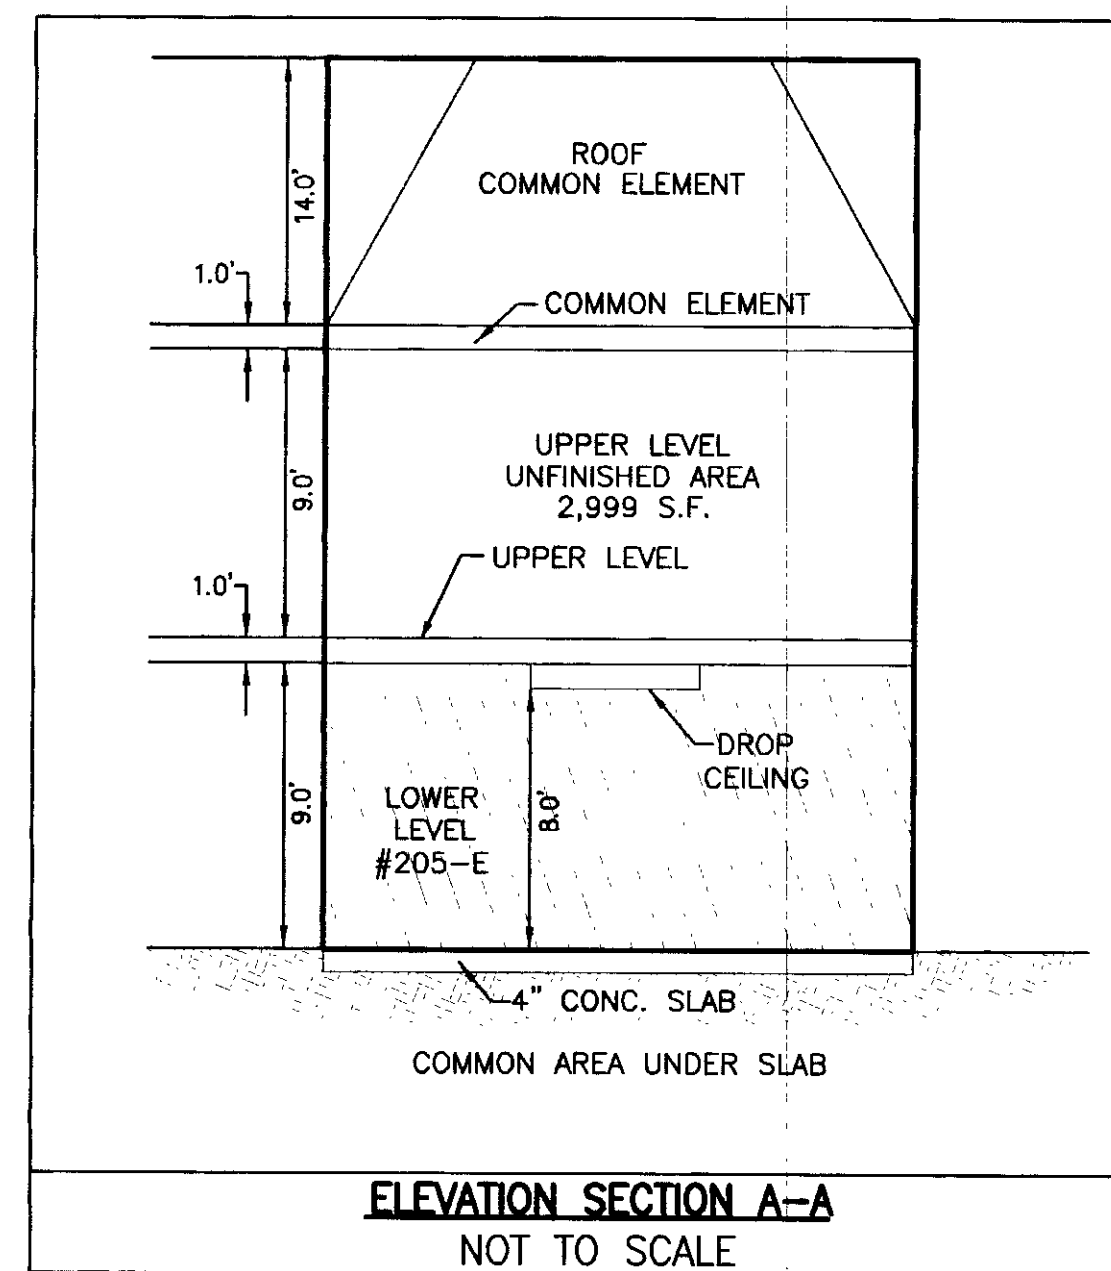 14.0'
ROOF
COMMON ELEMENT
1.0'
COMMON ELEMENT
9.0'
UPPER LEVEL
UNFINISHED AREA
2,999 S.F.
UPPER LEVEL
1.0'
9.0'
LOWER
LEVEL
#205-E
8.0'
DROP
CEILING
4" CONC. SLAB
COMMON AREA UNDER SLAB
ELEVATION SECTION A-A
NOT TO SCALE